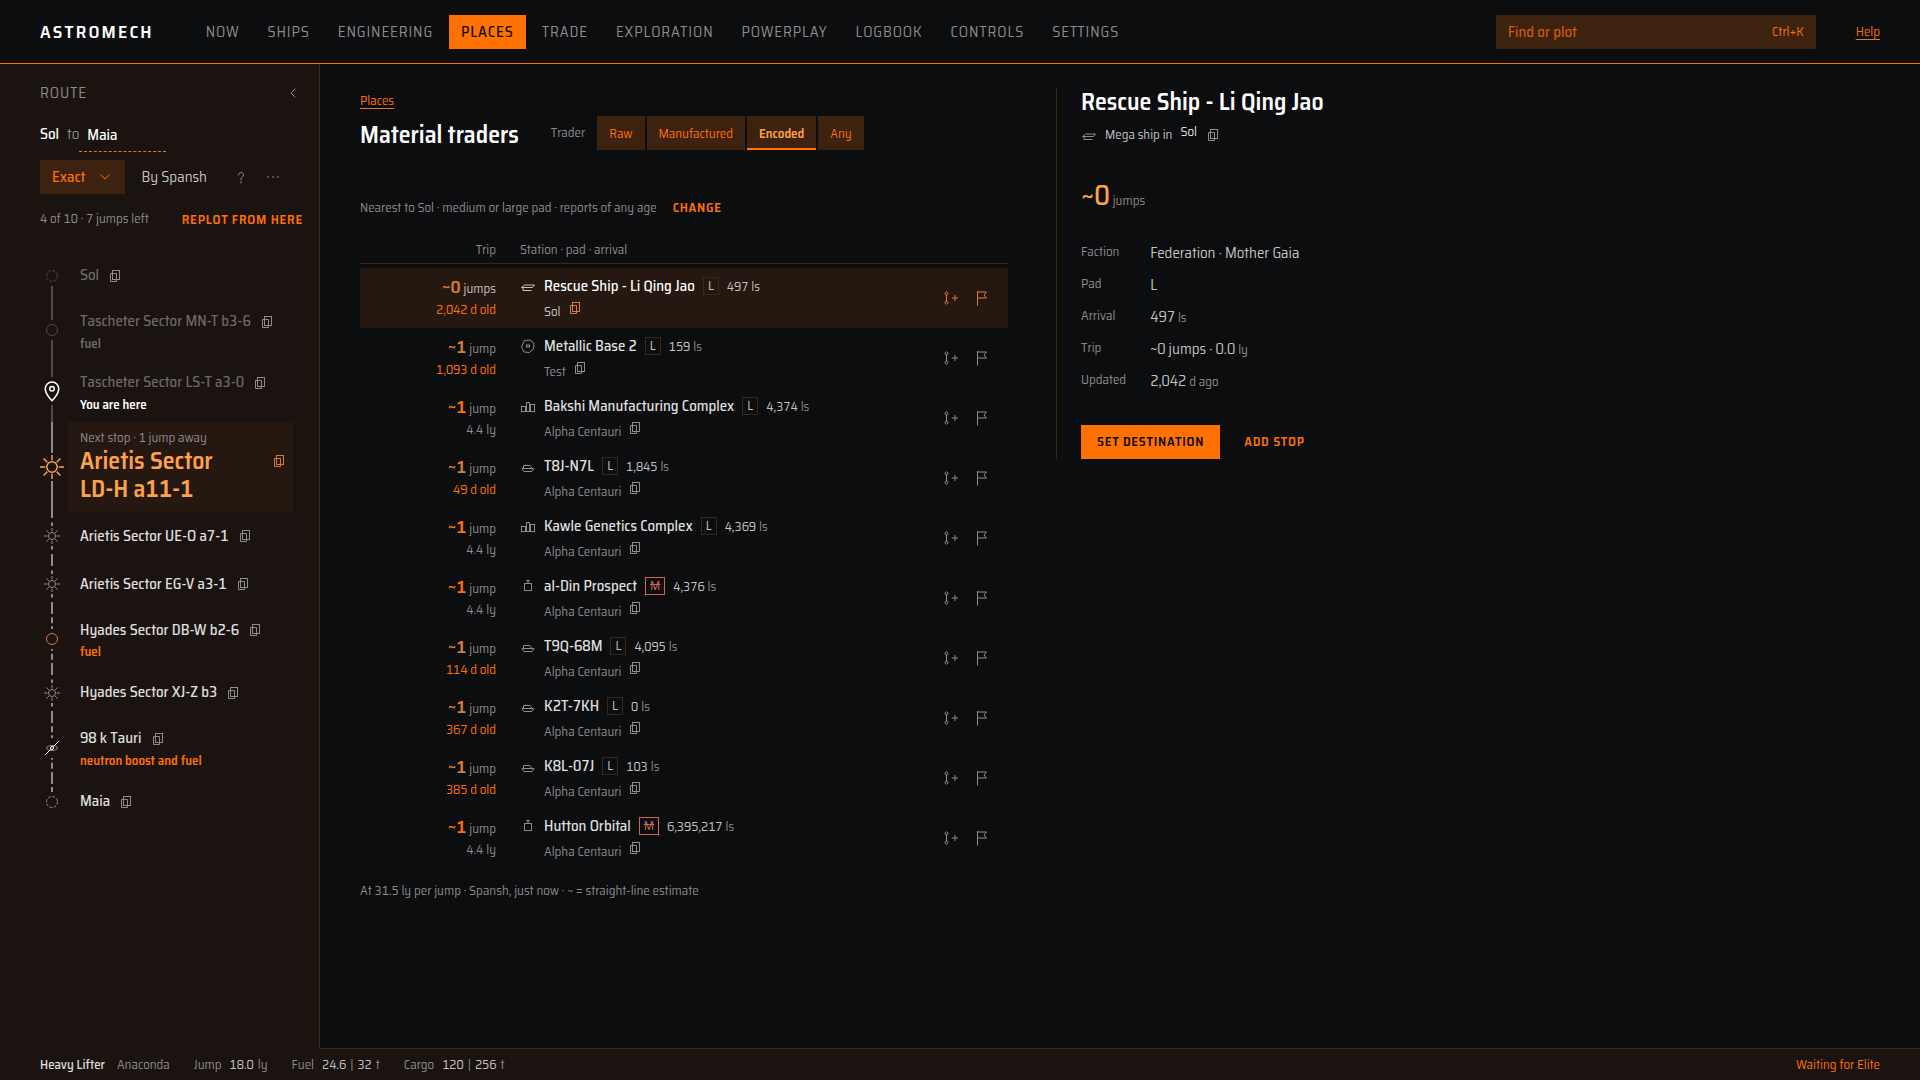 ASTROMECH NOW SHIPS ENGINEERING PLACES TRADE EXPLORATION POWERPLAY LOGBOOK CONTROLS SETTINGS Find or plot Ctrl+K Help
ROUTE
Sol to Maia
Exact By Spansh ? ...
4 of 10 · 7 jumps left REPLOT FROM HERE
Sol
Tascheter Sector MN-T b3-6
fuel
Tascheter Sector LS-T a3-0
You are here
Next stop · 1 jump away
Arietis Sector
LD-H a11-1
Arietis Sector UE-O a7-1
Arietis Sector EG-V a3-1
Hyades Sector DB-W b2-6
fuel
Hyades Sector XJ-Z b3
98 k Tauri
neutron boost and fuel
Maia
Places
Material traders Trader Raw Manufactured Encoded Any
Nearest to Sol · medium or large pad · reports of any age CHANGE
Trip Station · pad · arrival
~0 jumps Rescue Ship - Li Qing Jao L 497 ls
2,042 d old Sol
~1 jump Metallic Base 2 L 159 ls
1,093 d old Test
~1 jump Bakshi Manufacturing Complex L 4,374 ls
4.4 ly Alpha Centauri
~1 jump T8J-N7L L 1,845 ls
49 d old Alpha Centauri
~1 jump Kawle Genetics Complex L 4,369 ls
4.4 ly Alpha Centauri
~1 jump al-Din Prospect M 4,376 ls
4.4 ly Alpha Centauri
~1 jump T9Q-68M L 4,095 ls
114 d old Alpha Centauri
~1 jump K2T-7KH L 0 ls
367 d old Alpha Centauri
~1 jump K8L-07J L 103 ls
385 d old Alpha Centauri
~1 jump Hutton Orbital M 6,395,217 ls
4.4 ly Alpha Centauri
At 31.5 ly per jump · Spansh, just now · ~ = straight-line estimate
Rescue Ship - Li Qing Jao
Mega ship in Sol
~0 jumps
Faction Federation · Mother Gaia
Pad L
Arrival 497 ls
Trip ~0 jumps · 0.0 ly
Updated 2,042 d ago
SET DESTINATION ADD STOP
Heavy Lifter Anaconda Jump 18.0 ly Fuel 24.6 | 32 t Cargo 120 | 256 t Waiting for Elite